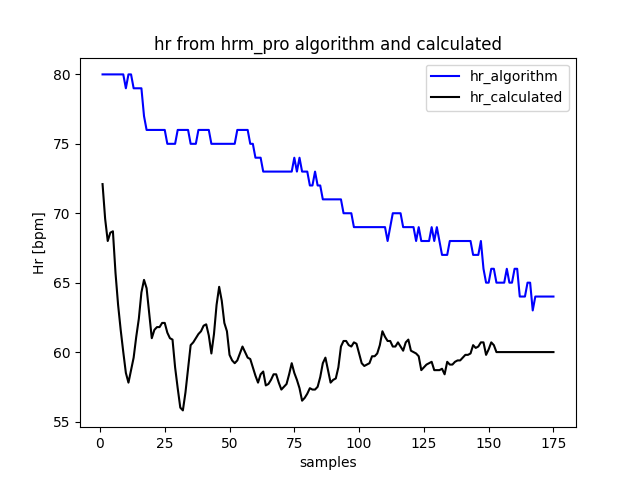 hr from hrm_pro algorithm and calculated
hr_algorithm
hr_calculated
Hr [bpm]
80
75
70
65
60
55
0 25 50 75 100 125 150 175
samples